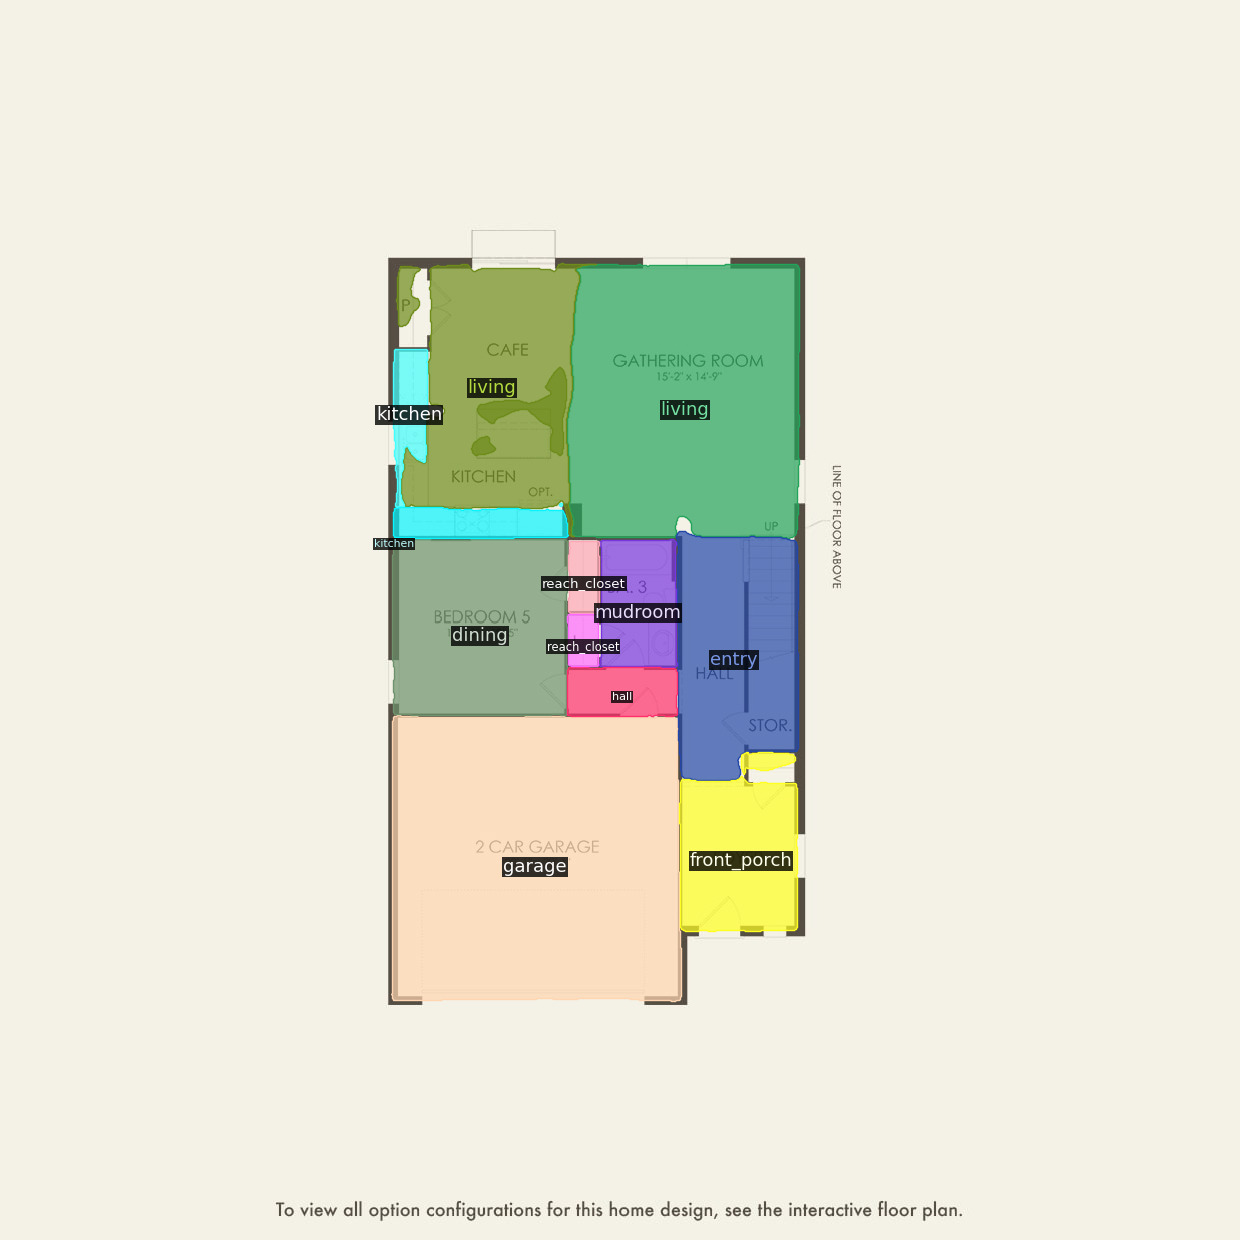 P
CAFE
GATHERING ROOM
15'-2" x 14'-9"
living
living
kitchen
KITCHEN
OPT.
UP
LINE OF FLOOR ABOVE
kitchen
reach_closet
3
BEDROOM 5
mudroom
dining
reach_closet
entry
HALL
hall
STOR.
2 CAR GARAGE
garage
front_porch
To view all option configurations for this home design, see the interactive floor plan.